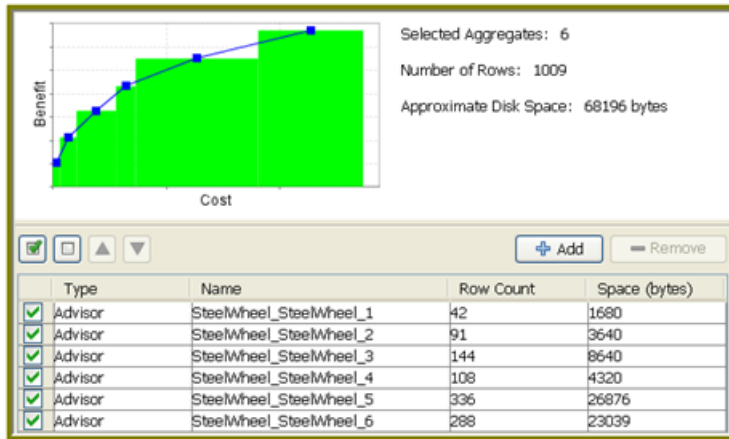 Selected Aggregates: 6
Number of Rows: 1009
Approximate Disk Space: 68196 bytes
Benefit
Cost
Add Remove
Type Name Row Count Space (bytes)
Advisor SteelWheel_SteelWheel_1 42 1680
Advisor SteelWheel_SteelWheel_2 91 3640
Advisor SteelWheel_SteelWheel_3 144 8640
Advisor SteelWheel_SteelWheel_4 108 4320
Advisor SteelWheel_SteelWheel_5 336 26876
Advisor SteelWheel_SteelWheel_6 288 23039